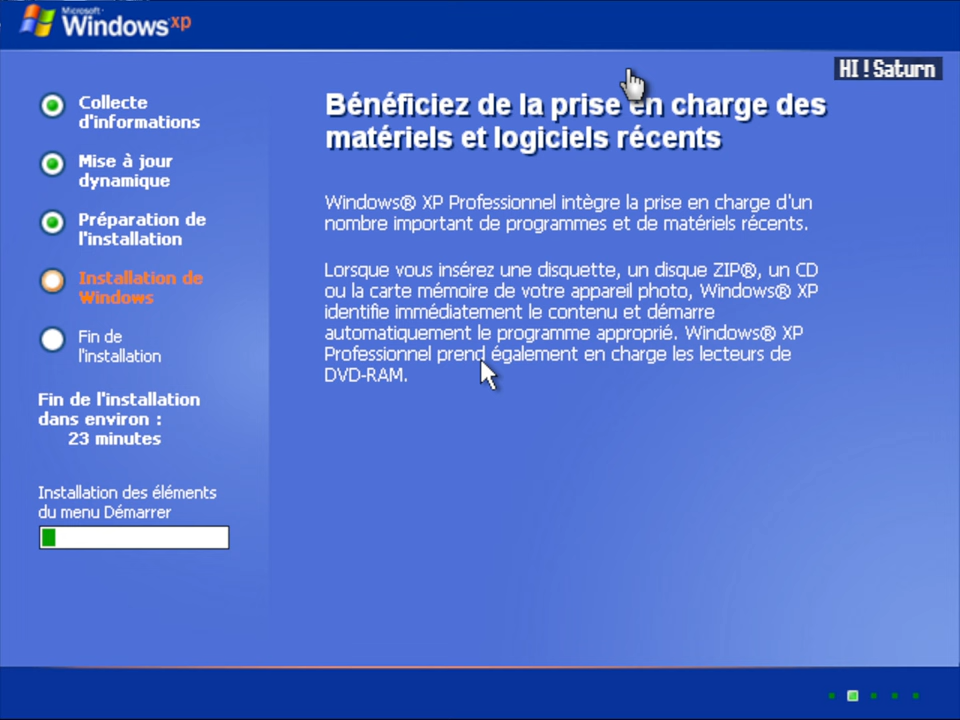 Microsoft®
Windows xp
HI ! Saturn
Collecte
d'informations
Mise à jour
dynamique
Préparation de
l'installation
Installation de
Windows
Fin de
l'installation
Fin de l'installation
dans environ :
23 minutes
Installation des éléments
du menu Démarrer
Bénéficiez de la prise en charge des
matériels et logiciels récents
Windows® XP Professionnel intègre la prise en charge d'un
nombre important de programmes et de matériels récents.
Lorsque vous insérez une disquette, un disque ZIP®, un CD
ou la carte mémoire de votre appareil photo, Windows® XP
identifie immédiatement le contenu et démarre
automatiquement le programme approprié. Windows® XP
Professionnel prend également en charge les lecteurs de
DVD-RAM.